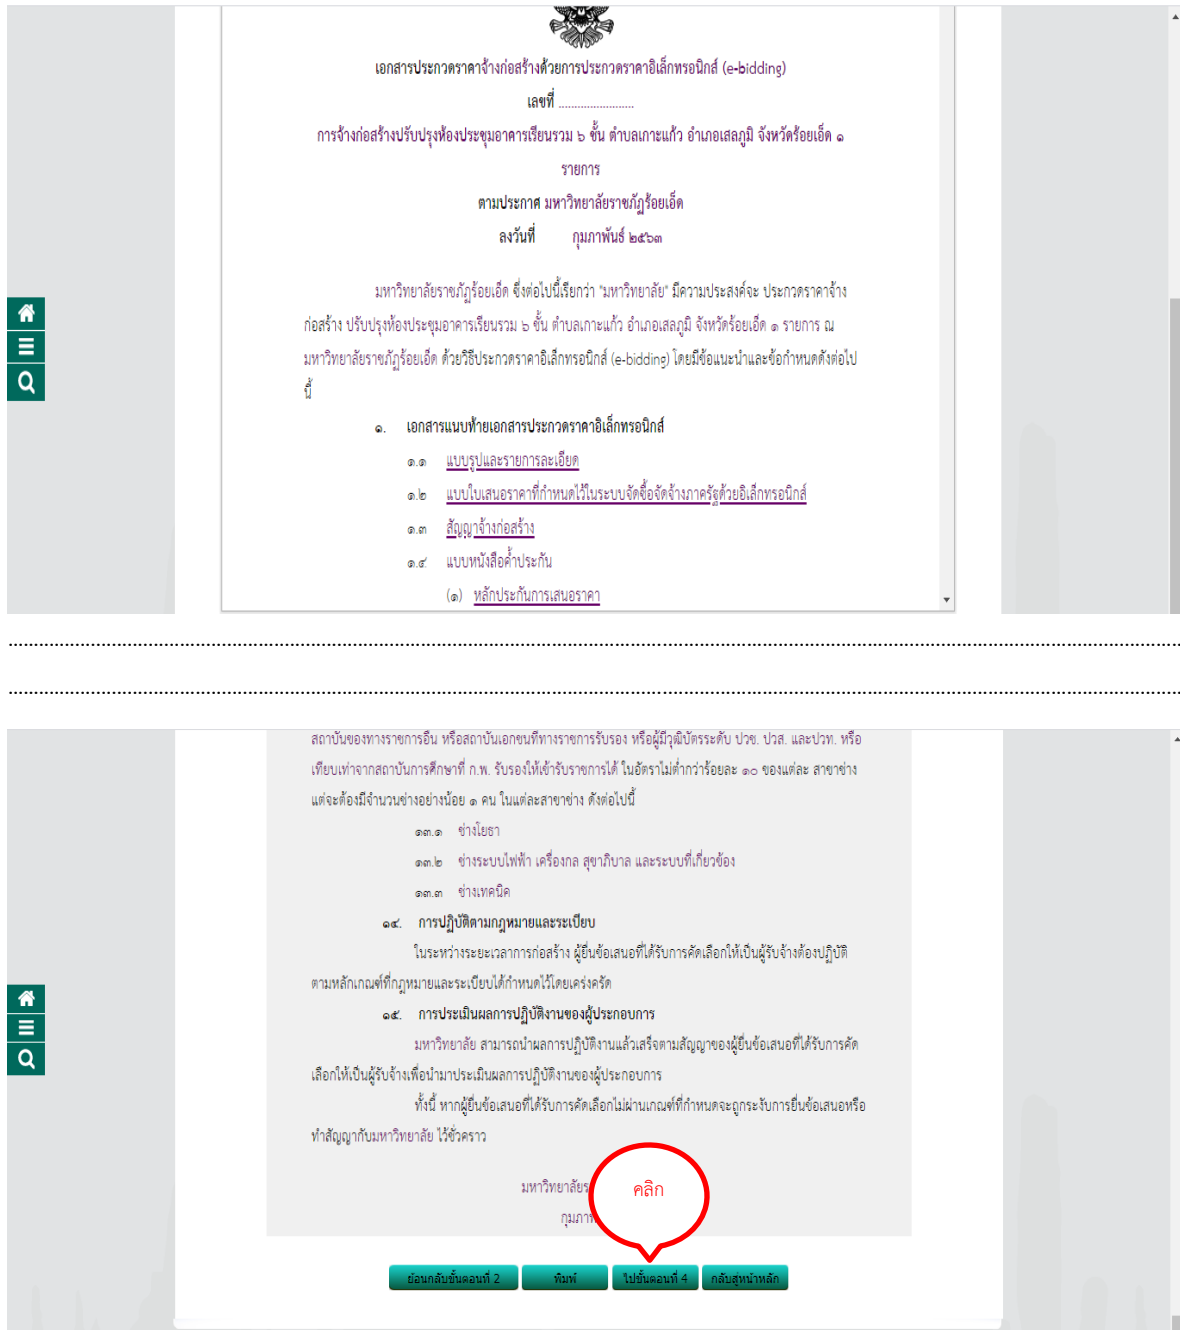 เอกสารประกวดราคาจ้างก่อสร้างด้วยการประกวดราคาอิเล็กทรอนิกส์ (e-bidding)
เลขที่ ........................
การจ้างก่อสร้างปรับปรุงห้องประชุมอาคารเรียนรวม ๖ ชั้น ตำบลเกาะแก้ว อำเภอเสลภูมิ จังหวัดร้อยเอ็ด ๑
รายการ
ตามประกาศ มหาวิทยาลัยราชภัฏร้อยเอ็ด
ลงวันที่ กุมภาพันธ์ ๒๕๖๓
มหาวิทยาลัยราชภัฏร้อยเอ็ด ซึ่งต่อไปนี้เรียกว่า "มหาวิทยาลัย" มีความประสงค์จะ ประกวดราคาจ้าง
ก่อสร้าง ปรับปรุงห้องประชุมอาคารเรียนรวม ๖ ชั้น ตำบลเกาะแก้ว อำเภอเสลภูมิ จังหวัดร้อยเอ็ด ๑ รายการ ณ
มหาวิทยาลัยราชภัฏร้อยเอ็ด ด้วยวิธีประกวดราคาอิเล็กทรอนิกส์ (e-bidding) โดยมีข้อแนะนำและข้อกำหนดดังต่อไป
นี้
๑. เอกสารแนบท้ายเอกสารประกวดราคาอิเล็กทรอนิกส์
๑.๑ แบบรูปและรายการละเอียด
๑.๒ แบบใบเสนอราคาที่กำหนดไว้ในระบบจัดซื้อจัดจ้างภาครัฐด้วยอิเล็กทรอนิกส์
๑.๓ สัญญาจ้างก่อสร้าง
๑.๔ แบบหนังสือค้ำประกัน
(๑) หลักประกันการเสนอราคา
สถาบันของทางราชการอื่น หรือสถาบันเอกชนที่ทางราชการรับรอง หรือผู้มีวุฒิบัตรระดับ ปวช. ปวส. และปวท. หรือ
เทียบเท่าจากสถาบันการศึกษาที่ ก.พ. รับรองให้เข้ารับราชการได้ ในอัตราไม่ต่ำกว่าร้อยละ ๑๐ ของแต่ละ สาขาช่าง
แต่จะต้องมีจำนวนช่างอย่างน้อย ๑ คน ในแต่ละสาขาช่าง ดังต่อไปนี้
๑๓.๑ ช่างโยธา
๑๓.๒ ช่างระบบไฟฟ้า เครื่องกล สุขาภิบาล และระบบที่เกี่ยวข้อง
๑๓.๓ ช่างเทคนิค
๑๔. การปฏิบัติตามกฎหมายและระเบียบ
ในระหว่างระยะเวลาการก่อสร้าง ผู้ยื่นข้อเสนอที่ได้รับการคัดเลือกให้เป็นผู้รับจ้างต้องปฏิบัติ
ตามหลักเกณฑ์ที่กฎหมายและระเบียบได้กำหนดไว้โดยเคร่งครัด
๑๕. การประเมินผลการปฏิบัติงานของผู้ประกอบการ
มหาวิทยาลัย สามารถนำผลการปฏิบัติงานแล้วเสร็จตามสัญญาของผู้ยื่นข้อเสนอที่ได้รับการคัด
เลือกให้เป็นผู้รับจ้างเพื่อนำมาประเมินผลการปฏิบัติงานของผู้ประกอบการ
ทั้งนี้ หากผู้ยื่นข้อเสนอที่ได้รับการคัดเลือกไม่ผ่านเกณฑ์ที่กำหนดจะถูกระงับการยื่นข้อเสนอหรือ
ทำสัญญากับมหาวิทยาลัย ไว้ชั่วคราว
มหาวิทยาลัยร
คลิก
กุมภาพ
ย้อนกลับขั้นตอนที่ 2 พิมพ์ ไปขั้นตอนที่ 4 กลับสู่หน้าหลัก